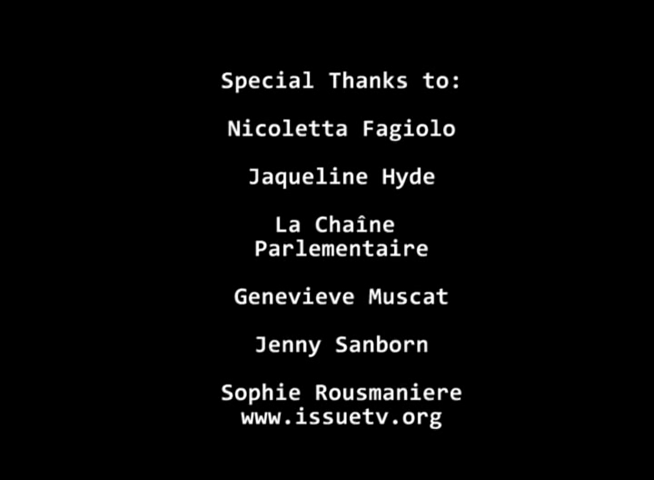 Special Thanks to:
Nicoletta Fagiolo
Jaqueline Hyde
La Chaîne
Parlementaire
Genevieve Muscat
Jenny Sanborn
Sophie Rousmaniere
www.issuetv.org